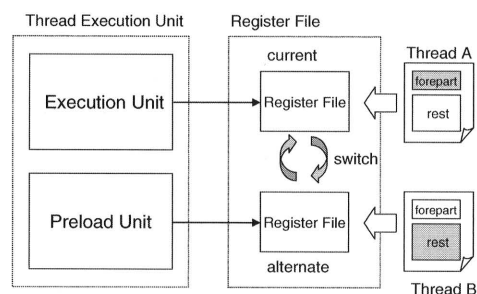 Thread Execution Unit
Register File
current
Thread A
Execution Unit
Register File
forepart
rest
switch
Preload Unit
Register File
forepart
rest
alternate
Thread B